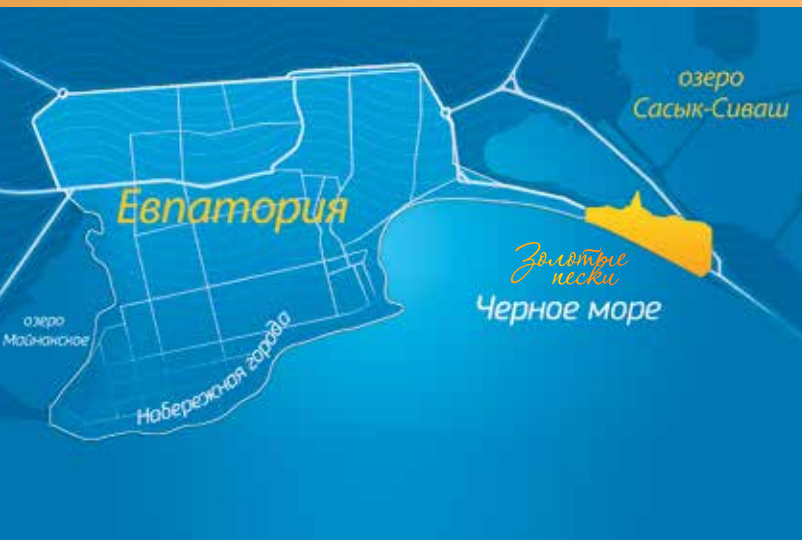 озеро
Сасык-Сиваш
Евпатория
Золотые
пески
Черное море
озеро
Майнакское
Набережная города